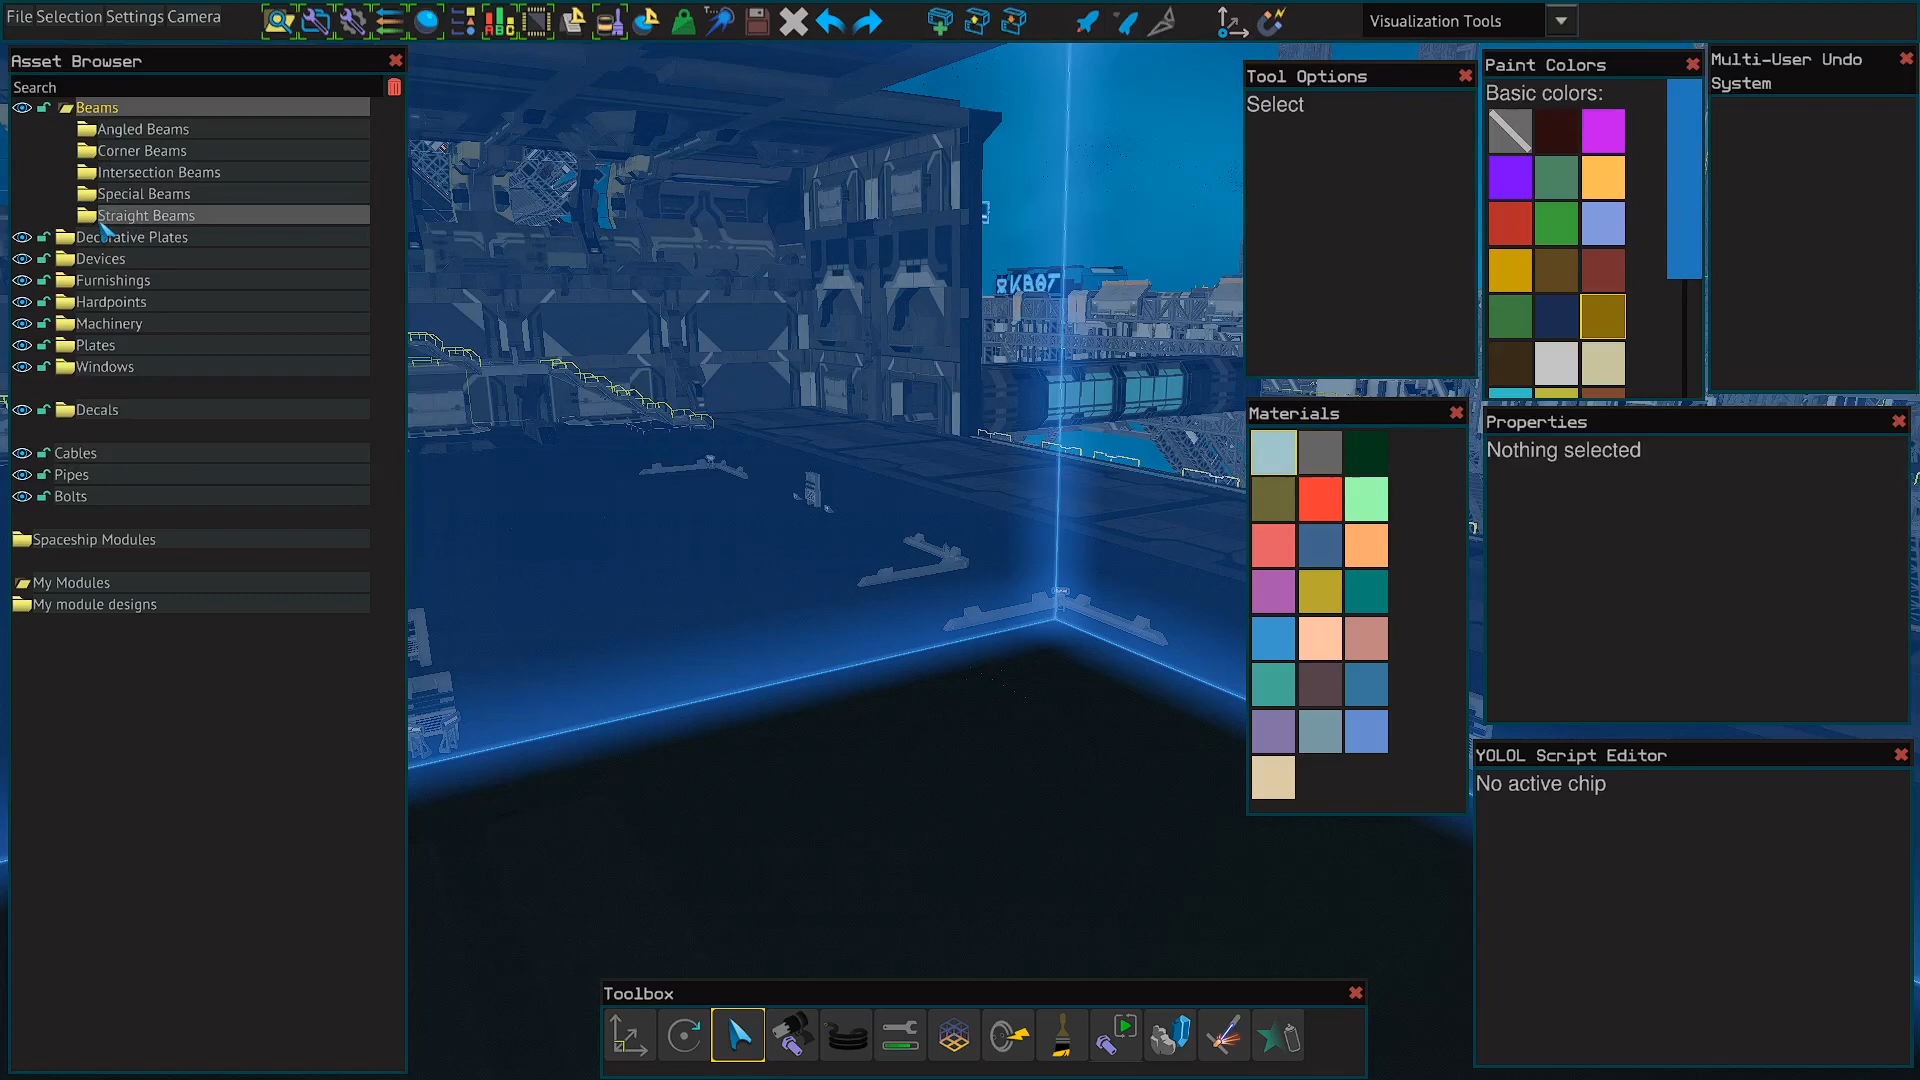 File Selection Settings Camera
Visualization Tools
Asset Browser
Search
Beams
Angled Beams
Corner Beams
Intersection Beams
Special Beams
Straight Beams
Decorative Plates
Devices
Furnishings
Hardpoints
Machinery
Plates
Windows
Decals
Cables
Pipes
Bolts
Spaceship Modules
My Modules
My module designs
Tool Options
Select
Paint Colors
Basic colors:
Multi-User Undo
System
Materials
Properties
Nothing selected
YOLOL Script Editor
No active chip
Toolbox
ABC